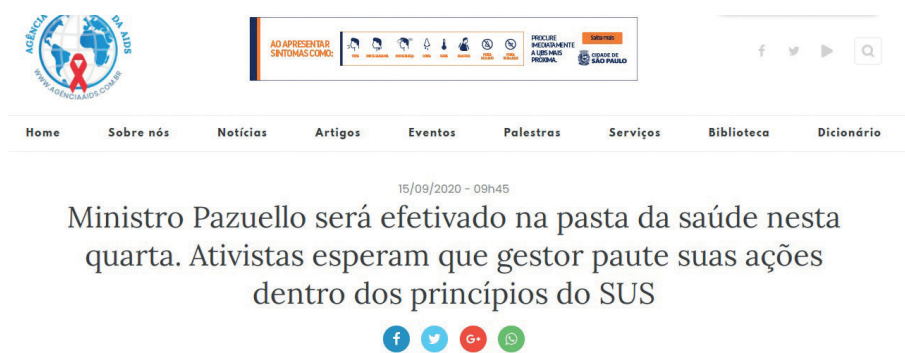 AGÊNCIA DA AIDS
WWW.AGÊNCIAAIDS.COM.BR
AO APRESENTAR
SINTOMAS COMO:
PROCURE
IMEDIATAMENTE
A UBS MAIS
PRÓXIMA.
Saiba mais
CIDADE DE
SÃO PAULO
Home Sobre nós Notícias Artigos Eventos Palestras Serviços Biblioteca Dicionário
15/09/2020 - 09h45
Ministro Pazuello será efetivado na pasta da saúde nesta
quarta. Ativistas esperam que gestor paute suas ações
dentro dos princípios do SUS